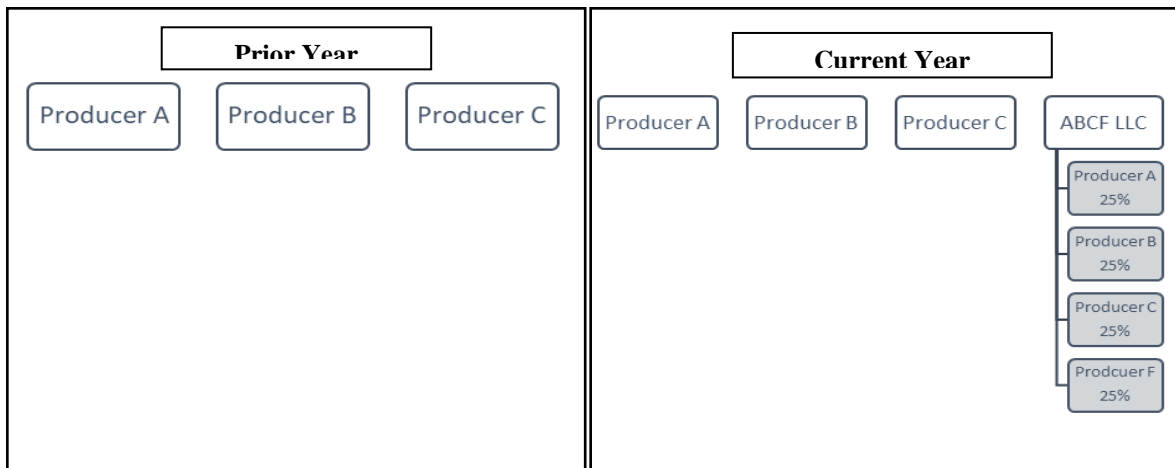 Prior Year
Producer A
Producer B
Producer C
Current Year
Producer A
Producer B
Producer C
ABCF LLC
Producer A
25%
Producer B
25%
Producer C
25%
Prodcuer F
25%